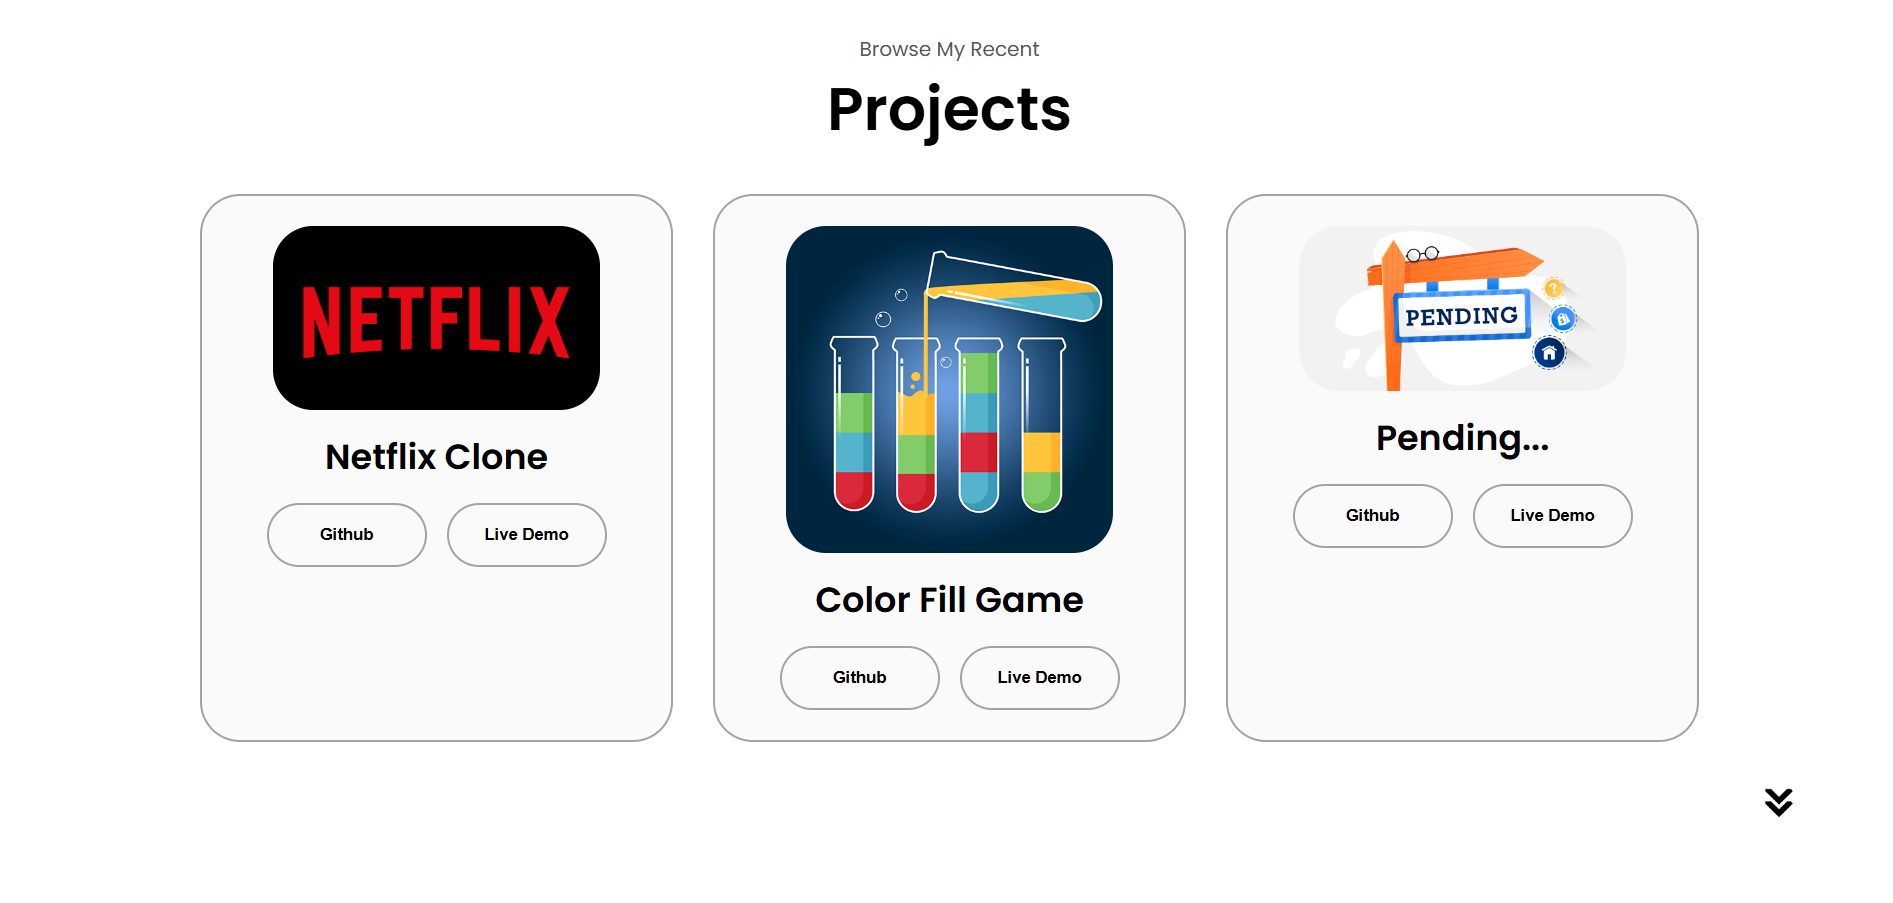 Browse My Recent
Projects
NETFLIX
Netflix Clone
Github
Live Demo
Color Fill Game
Github
Live Demo
PENDING
?
$
Pending...
Github
Live Demo